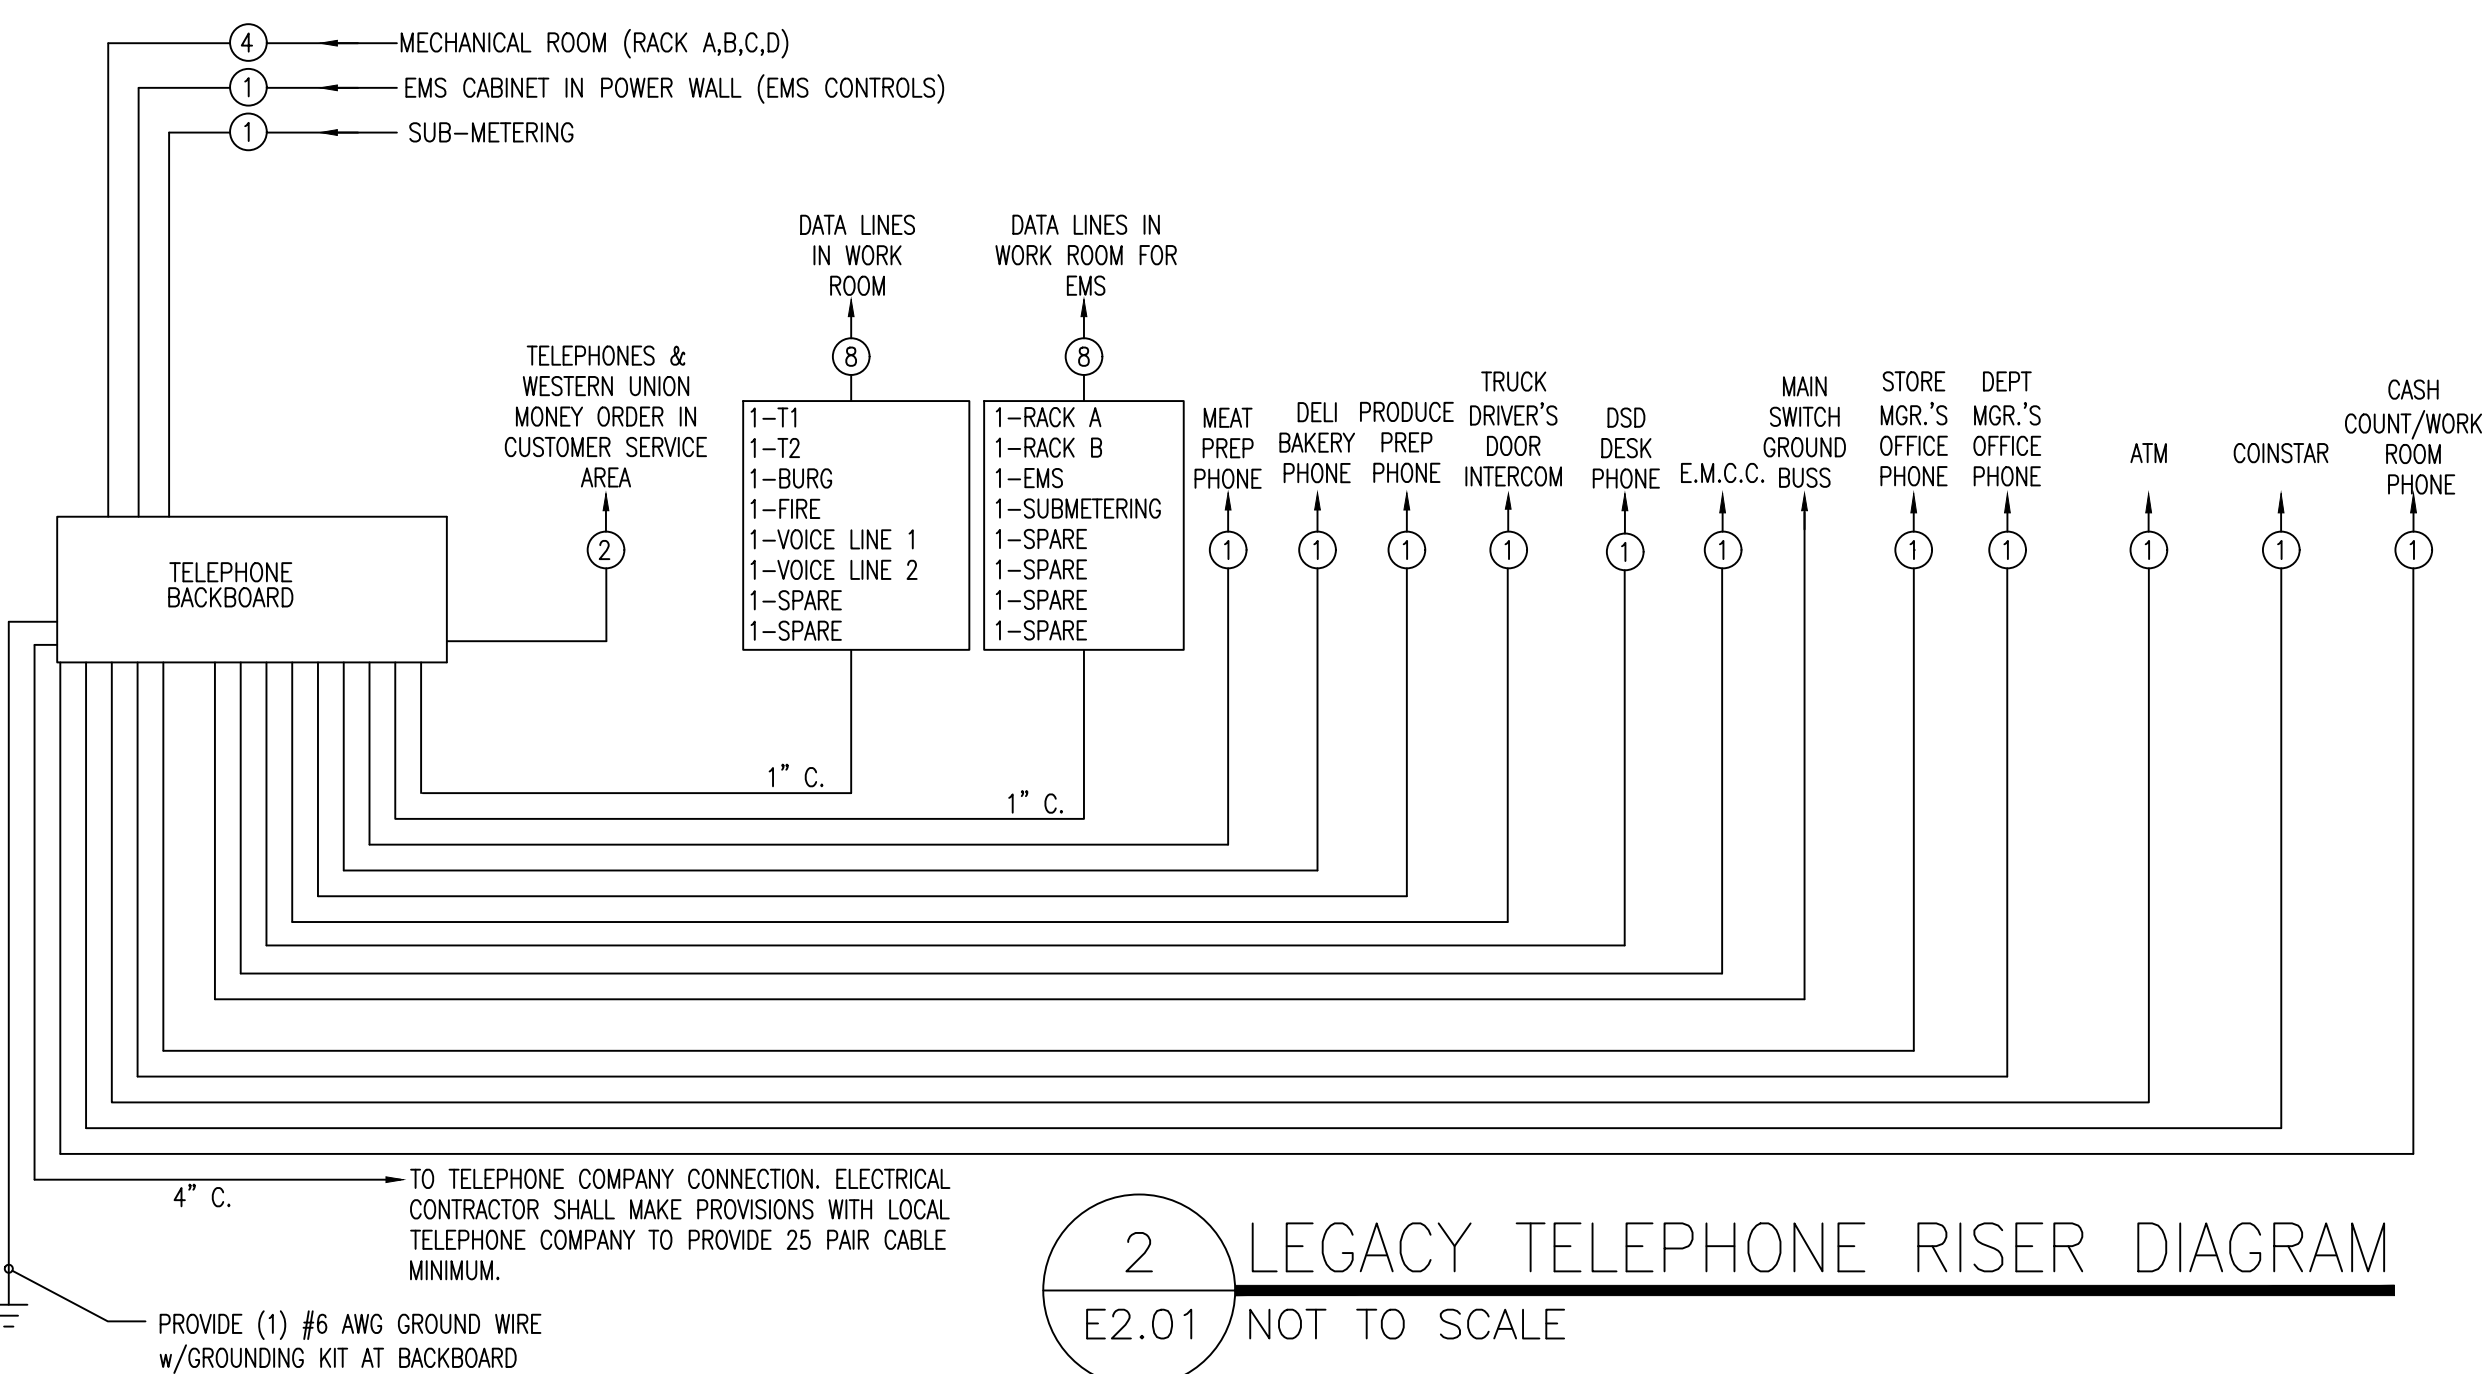 4
MECHANICAL ROOM (RACK A,B,C,D)
1
EMS CABINET IN POWER WALL (EMS CONTROLS)
1
SUB-METERING
DATA LINES
IN WORK
ROOM
8
DATA LINES IN
WORK ROOM FOR
EMS
8
TELEPHONES &
WESTERN UNION
MONEY ORDER IN
CUSTOMER SERVICE
AREA
2
TELEPHONE
BACKBOARD
1-T1
1-T2
1-BURG
1-FIRE
1-VOICE LINE 1
1-VOICE LINE 2
1-SPARE
1-SPARE
1-RACK A
1-RACK B
1-EMS
1-SUBMETERING
1-SPARE
1-SPARE
1-SPARE
1-SPARE
MEAT
PREP
PHONE
1
DELI
BAKERY
PHONE
1
PRODUCE
PREP
PHONE
1
TRUCK
DRIVER'S
DOOR
INTERCOM
1
DSD
DESK
PHONE
1
E.M.C.C.
1
MAIN
SWITCH
GROUND
BUSS
STORE
MGR.'S
OFFICE
PHONE
1
DEPT
MGR.'S
OFFICE
PHONE
1
ATM
1
COINSTAR
1
CASH
COUNT/WORK
ROOM
PHONE
1
1" C.
1" C.
4" C.
TO TELEPHONE COMPANY CONNECTION. ELECTRICAL
CONTRACTOR SHALL MAKE PROVISIONS WITH LOCAL
TELEPHONE COMPANY TO PROVIDE 25 PAIR CABLE
MINIMUM.
PROVIDE (1) #6 AWG GROUND WIRE
w/GROUNDING KIT AT BACKBOARD
2
E2.01
LEGACY TELEPHONE RISER DIAGRAM
NOT TO SCALE